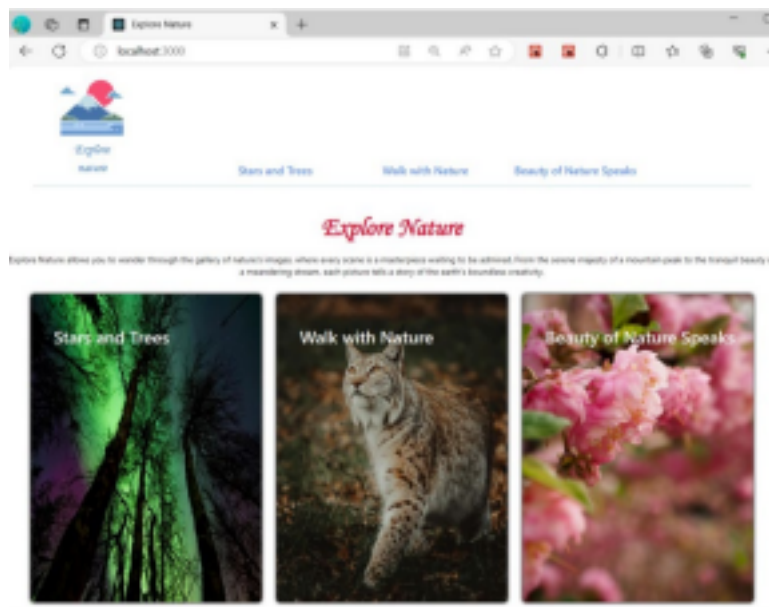 Explore Nature
localhost:3000
Explore
nature
Stars and Trees Walk with Nature Beauty of Nature Speaks
Explore Nature
Explore Nature allows you to wander through the gallery of nature's images, where every scene is a masterpiece waiting to be admired. From the serene majesty of a mountain peak to the tranquil beauty
a meandering stream, each picture tells a story of the earth's boundless creativity.
Stars and Trees
Walk with Nature
Beauty of Nature Speaks